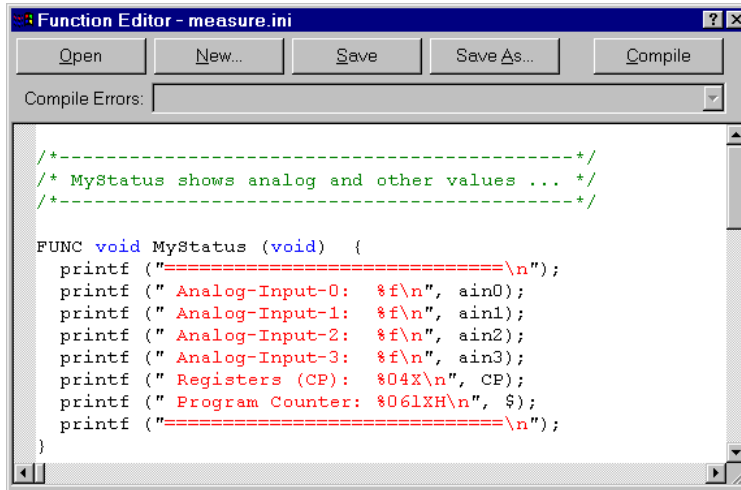 Function Editor - measure.ini
Open New... Save Save As... Compile
Compile Errors:
/*--------------------------------------------*/
/* MyStatus shows analog and other values ... */
/*--------------------------------------------*/
FUNC void MyStatus (void)  {
  printf ("=============================\n");
  printf (" Analog-Input-0:  %f\n", ain0);
  printf (" Analog-Input-1:  %f\n", ain1);
  printf (" Analog-Input-2:  %f\n", ain2);
  printf (" Analog-Input-3:  %f\n", ain3);
  printf (" Registers (CP):  %04X\n", CP);
  printf (" Program Counter: %06lXH\n", $);
  printf ("=============================\n");
}